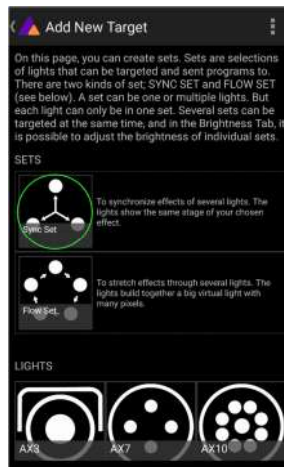 Add New Target
On this page, you can create sets. Sets are selections
of lights that can be targeted and sent programs to.
There are two kinds of set; SYNC SET and FLOW SET
(see below). A set can be one or multiple lights. But
each light can only be in one set. Several sets can be
targeted at the same time, and in the Brightness Tab, it
is possible to adjust the brightness of individual sets.
SETS
To synchronize effects of several lights. The
lights show the same stage of your chosen
effect.
Sync Set
To stretch effects through several lights. The
lights build together a big virtual light with
many pixels.
Flow Set
LIGHTS
AX3
AX7
AX10